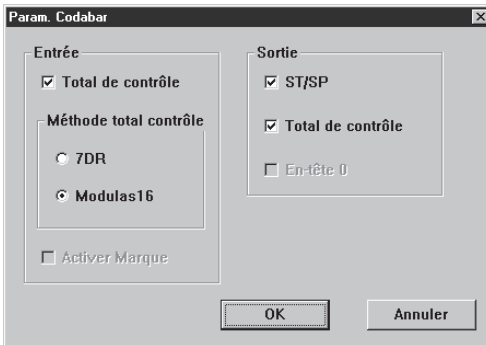 Param. Codabar
Entrée
Total de contrôle
Méthode total contrôle
7DR
Modulas16
Activer Marque
Sortie
ST/SP
Total de contrôle
En-tête 0
OK
Annuler